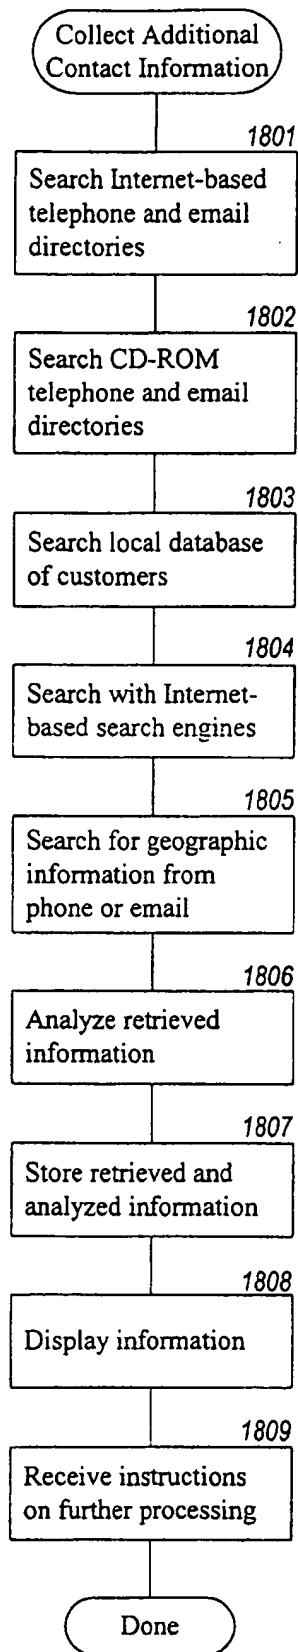 Collect Additional
Contact Information
1801
Search Internet-based
telephone and email
directories
1802
Search CD-ROM
telephone and email
directories
1803
Search local database
of customers
1804
Search with Internet-
based search engines
1805
Search for geographic
information from
phone or email
1806
Analyze retrieved
information
1807
Store retrieved and
analyzed information
1808
Display information
1809
Receive instructions
on further processing
Done